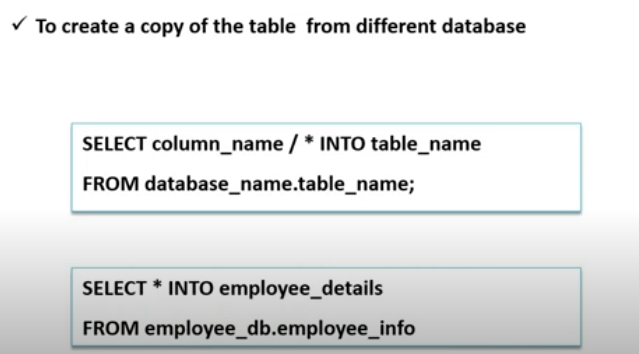 ✓ To create a copy of the table from different database
SELECT column_name / * INTO table_name
FROM database_name.table_name;
SELECT * INTO employee_details
FROM employee_db.employee_info